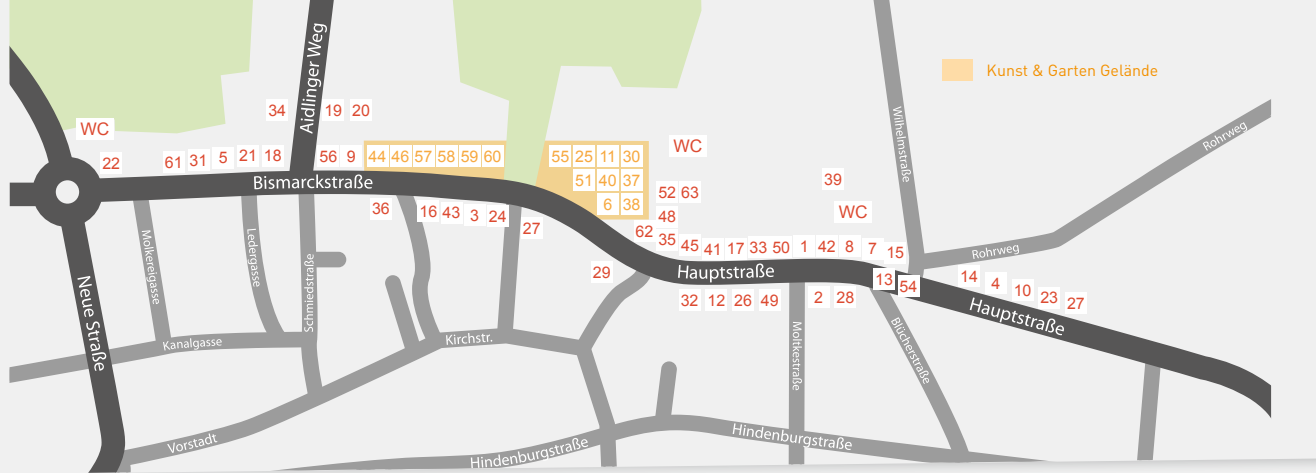 Kunst & Garten Gelände
Aidlinger Weg
34
19
20
WC
22
61
31
5
21
18
56
9
44
46
57
58
59
60
55
25
11
30
51
40
37
6
38
WC
Wilhelmstraße
Rohrweg
Bismarckstraße
36
16
43
3
24
27
52
63
48
62
35
39
WC
45
41
17
33
50
1
42
8
7
15
Rohrweg
Molkereigasse
Ledergasse
Schmiedstraße
29
Hauptstraße
13
54
14
4
10
23
27
32
12
26
49
2
28
Hauptstraße
Neue Straße
Kanalgasse
Kirchstr.
Moltkestraße
Blücherstraße
Vorstadt
Hindenburgstraße
Hindenburgstraße